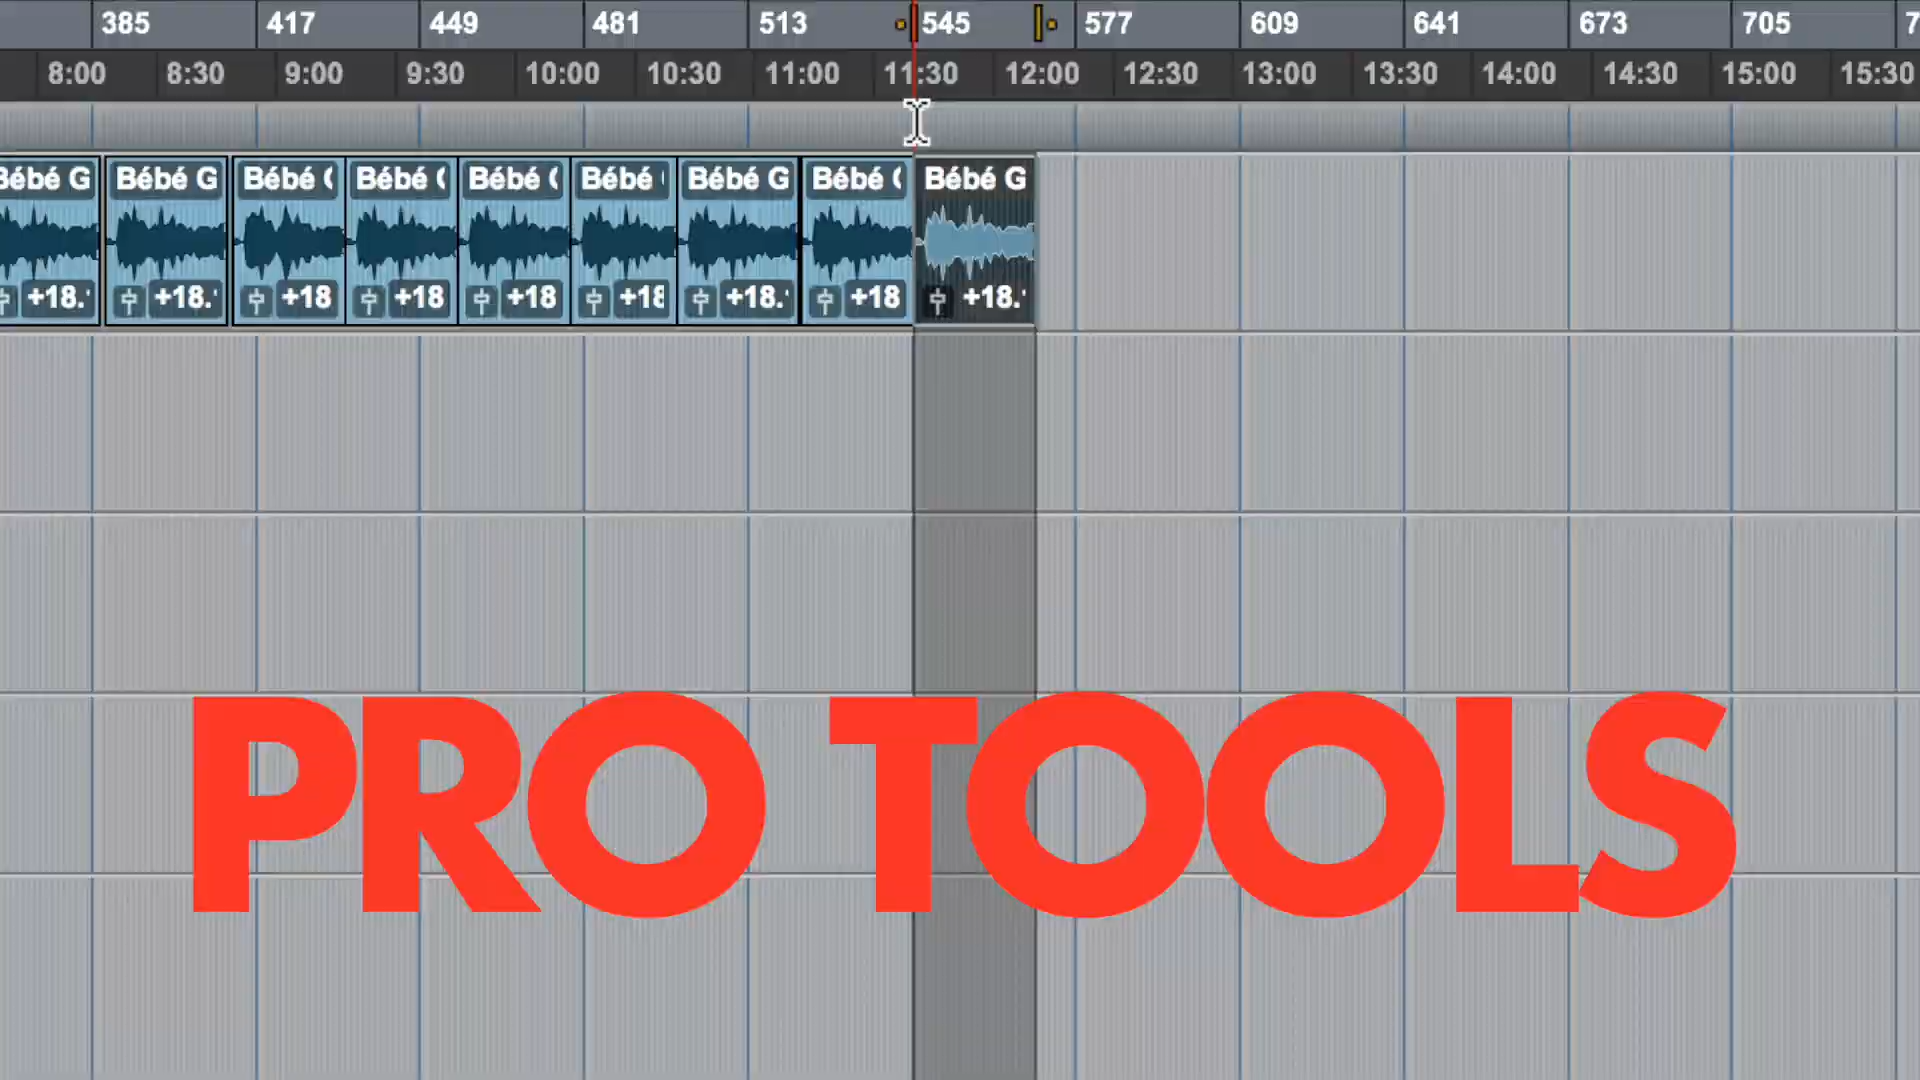 385 417 449 481 513 545 577 609 641 673 705
8:00 8:30 9:00 9:30 10:00 10:30 11:00 11:30 12:00 12:30 13:00 13:30 14:00 14:30 15:00 15:30
Bébé G Bébé G Bébé Bébé Bébé Bébé Bébé G Bébé Bébé G
+18. +18. +18 +18 +18 +18 +18. +18 +18.
PRO TOOLS